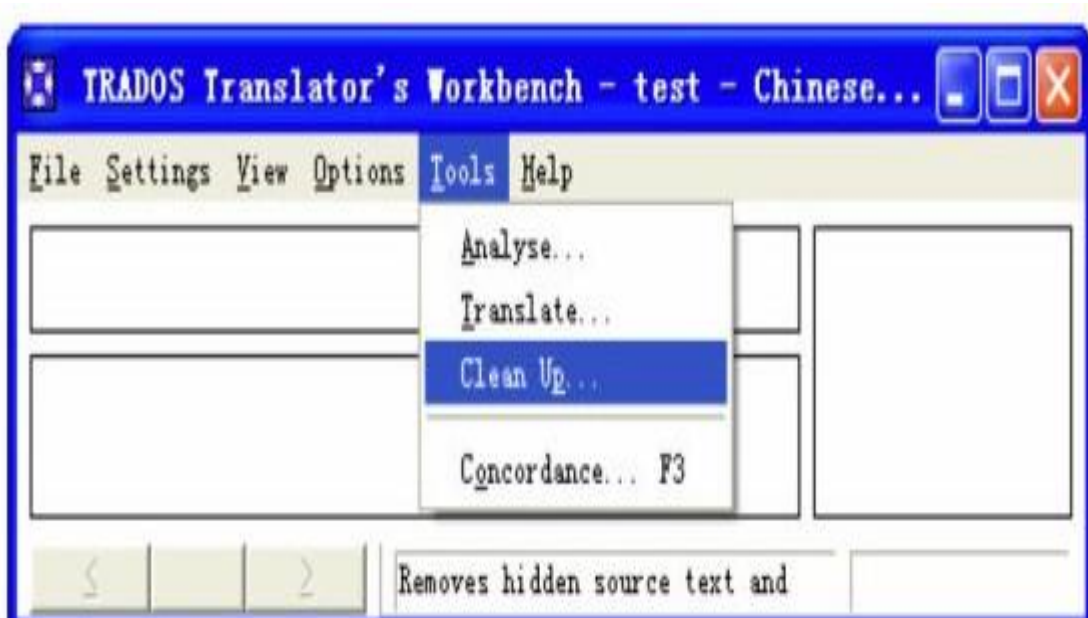 TRADOS Translator's Workbench - test - Chinese...
File Settings View Options Tools Help
Analyse...
Translate...
Clean Up...
Concordance... F3
Removes hidden source text and